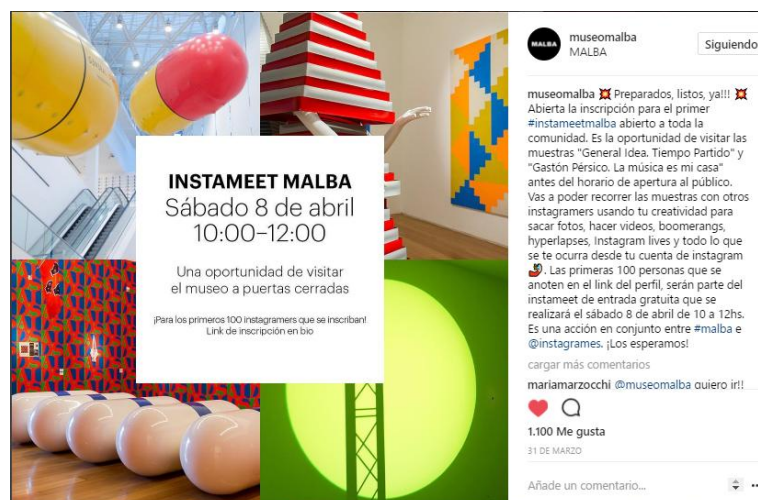 INSTAMEET MALBA
Sábado 8 de abril
10:00–12:00
Una oportunidad de visitar
el museo a puertas cerradas
¡Para los primeros 100 instagramers que se inscriban!
Link de inscripción en bio
MALBA
museomalba
MALBA
Siguiendo
museomalba 💥 Preparados, listos, ya!!! 💥
Abierta la inscripción para el primer
#instameetmalba abierto a toda la
comunidad. Es la oportunidad de visitar las
muestras "General Idea. Tiempo Partido" y
"Gastón Pérsico. La música es mi casa"
antes del horario de apertura al público.
Vas a poder recorrer las muestras con otros
instagramers usando tu creatividad para
sacar fotos, hacer videos, boomerangs,
hyperlapses, Instagram lives y todo lo que
se te ocurra desde tu cuenta de instagram
. Las primeras 100 personas que se
anoten en el link del perfil, serán parte del
instameet de entrada gratuita que se
realizará el sábado 8 de abril de 10 a 12hs.
Es una acción en conjunto entre #malba e
@instagrames. ¡Los esperamos!
cargar más comentarios
mariamarzocchi @museomalba quiero ir!!
1.100 Me gusta
31 DE MARZO
Añade un comentario...